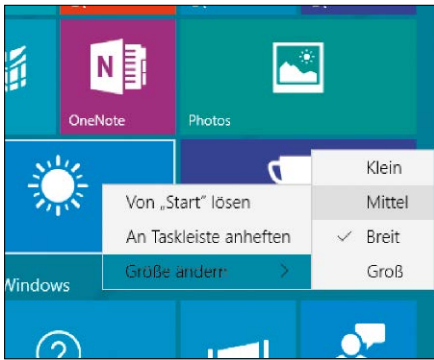 OneNote
Photos
Von „Start” lösen
An Taskleiste anheften
Größe ändern
Klein
Mittel
Breit
Groß
Windows